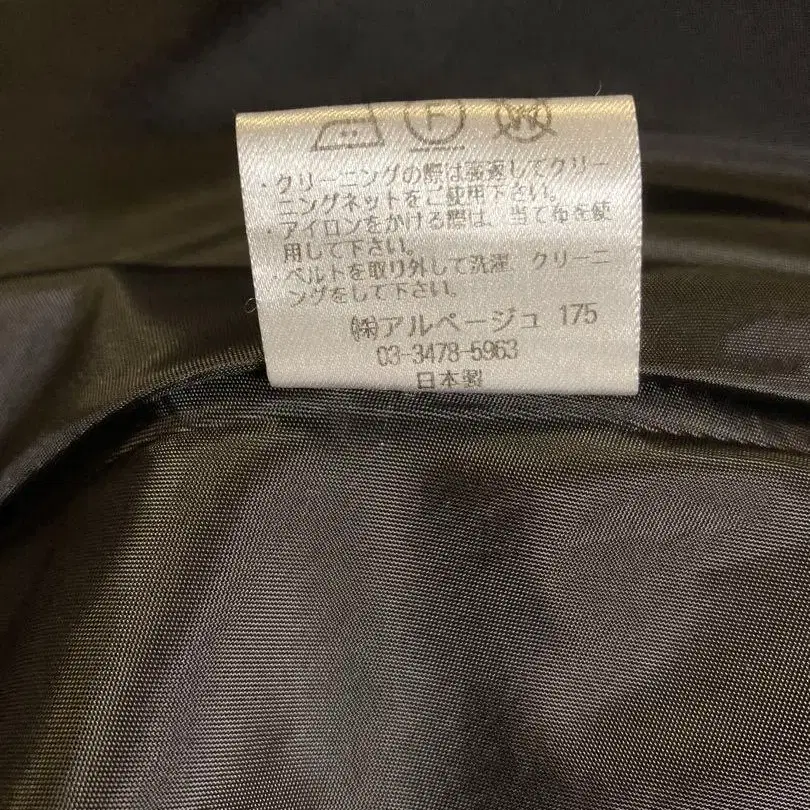 F W
・クリーニングの際は裏返してクリー
ニングネットをご使用下さい。
・アイロンをかける際は、当て布を使
用して下さい。
・ベルトを取り外して洗濯、クリーニ
ングをして下さい。
㈱アルページュ 175
03-3478-5963
日本製